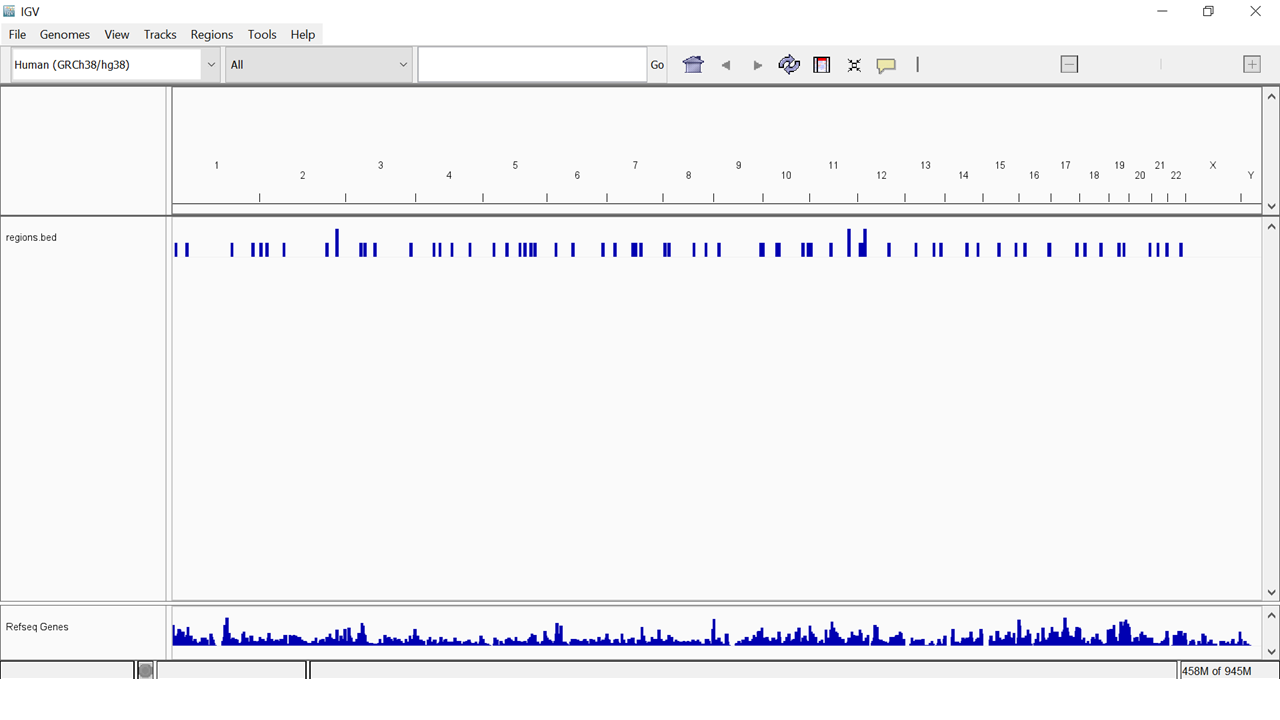 IGV
File Genomes View Tracks Regions Tools Help
Human (GRCh38/hg38) All Go
1 3 5 7 9 11 13 15 17 19 21 X
2 4 6 8 10 12 14 16 18 20 22 Y
regions.bed
Refseq Genes
458M of 945M